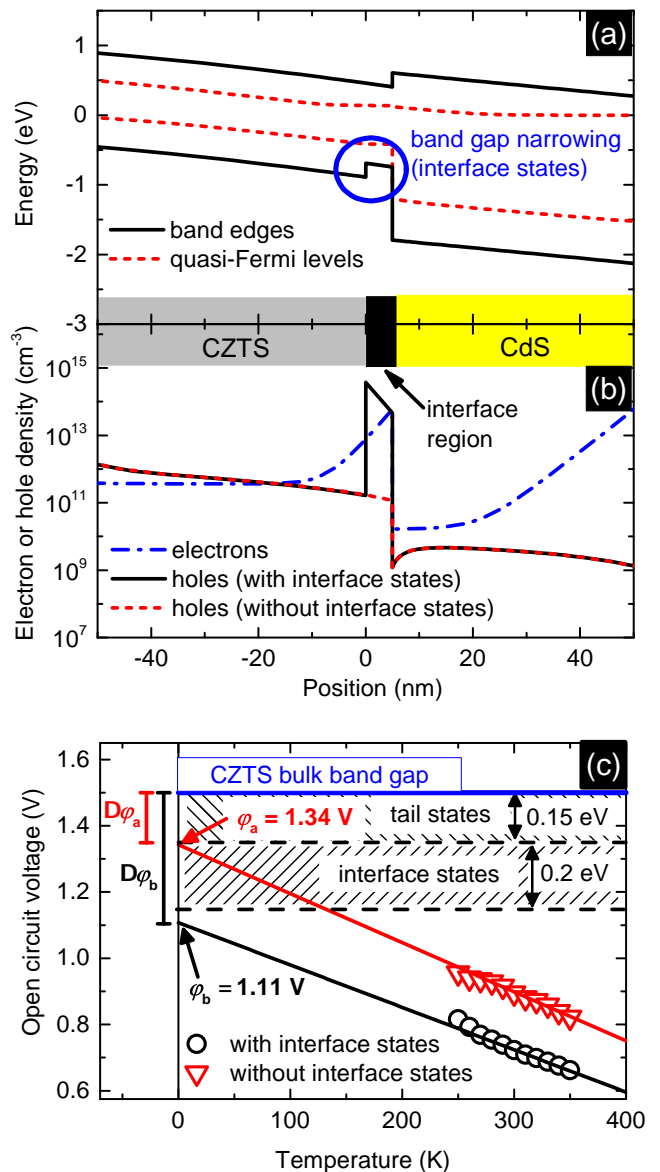 (a)
1
0
-1
-2
-3
Energy (eV)
band gap narrowing
(interface states)
band edges
quasi-Fermi levels
CZTS
CdS
(b)
10^15
10^13
10^11
10^9
10^7
Electron or hole density (cm^-3)
interface
region
electrons
holes (with interface states)
holes (without interface states)
-40 -20 0 20 40
Position (nm)
(c)
1.6
1.5
1.4
1.3
1.2
1.1
1.0
0.9
0.8
0.7
0.6
Open circuit voltage (V)
CZTS bulk band gap
Dφa
φa = 1.34 V
tail states
0.15 eV
Dφb
interface states
0.2 eV
φb = 1.11 V
with interface states
without interface states
0 100 200 300 400
Temperature (K)